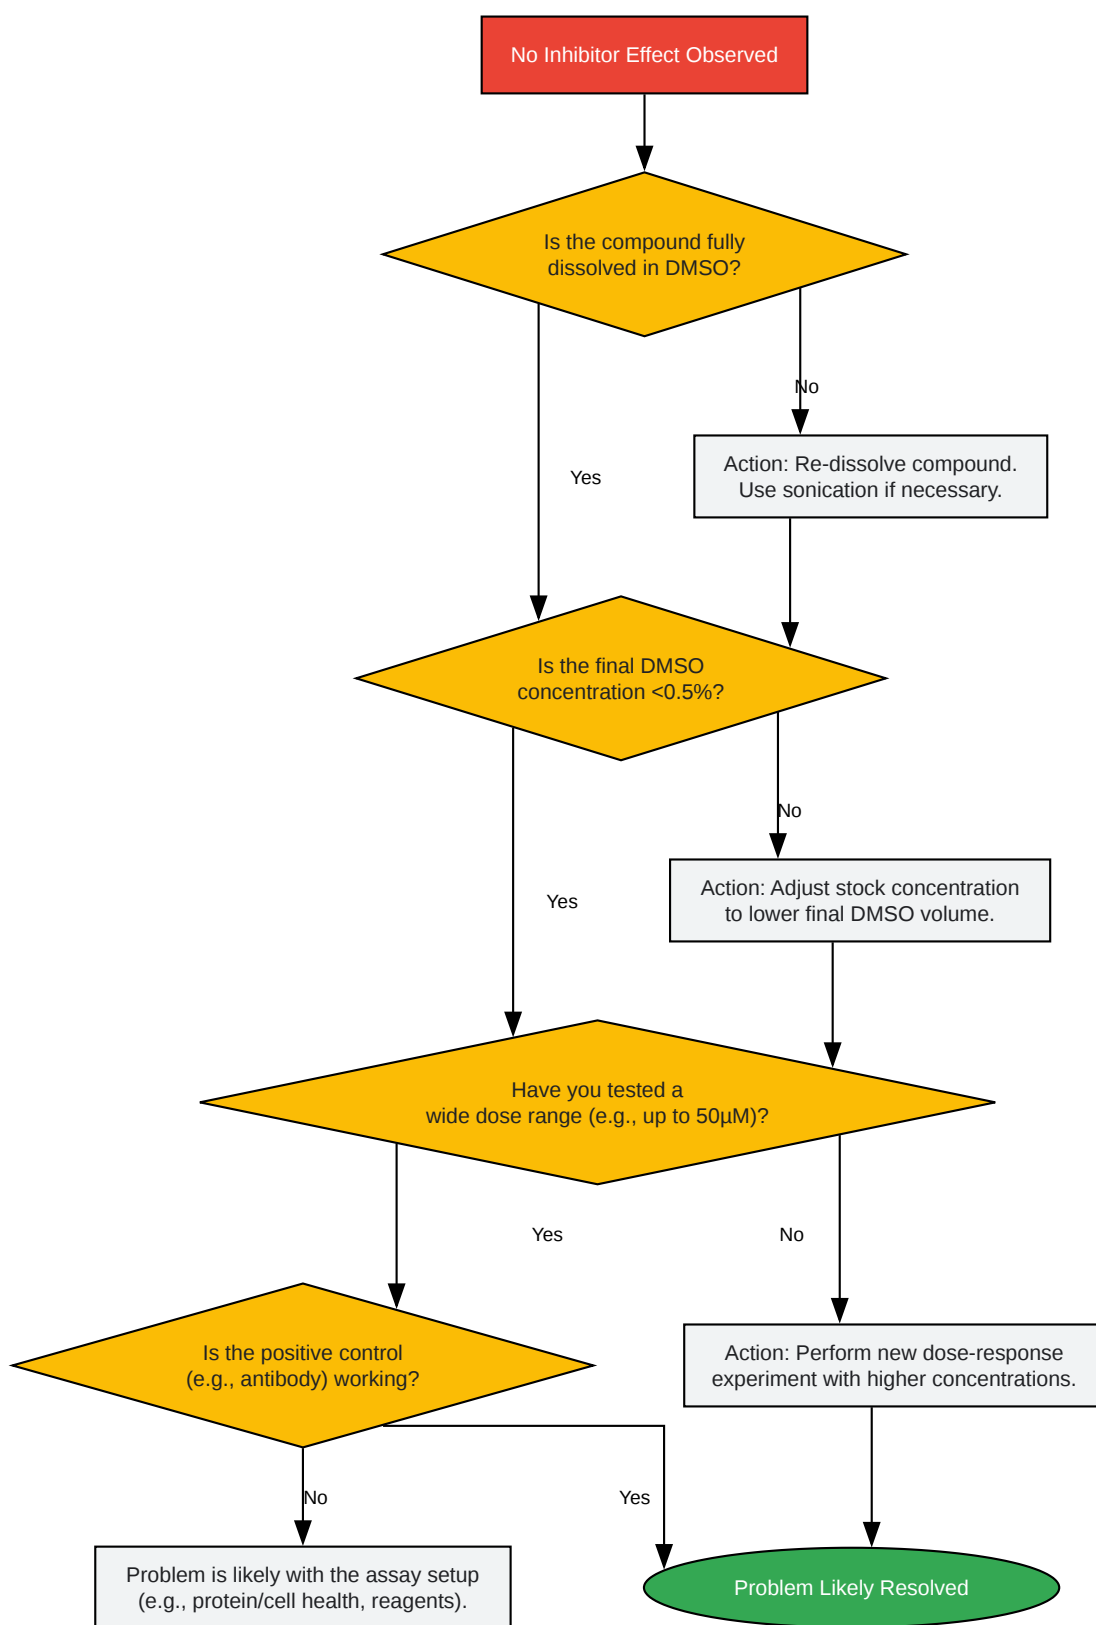 No Inhibitor Effect Observed
Is the compound fully
dissolved in DMSO?
No
Action: Re-dissolve compound.
Use sonication if necessary.
Yes
Is the final DMSO
concentration <0.5%?
No
Action: Adjust stock concentration
to lower final DMSO volume.
Yes
Have you tested a
wide dose range (e.g., up to 50µM)?
Yes
No
Is the positive control
(e.g., antibody) working?
Action: Perform new dose-response
experiment with higher concentrations.
No
Yes
Problem is likely with the assay setup
(e.g., protein/cell health, reagents).
Problem Likely Resolved